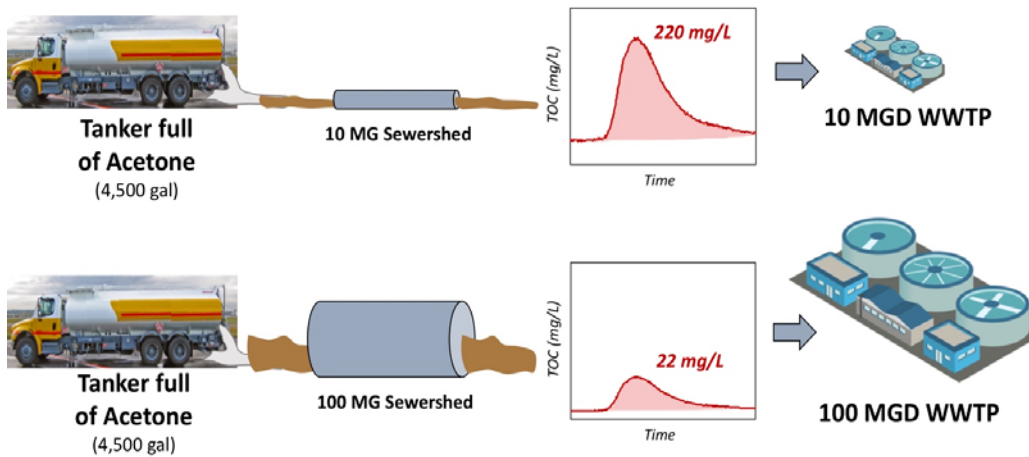 Tanker full
of Acetone
(4,500 gal)
10 MG Sewershed
TOC (mg/L)
220 mg/L
Time
10 MGD WWTP
Tanker full
of Acetone
(4,500 gal)
100 MG Sewershed
TOC (mg/L)
22 mg/L
Time
100 MGD WWTP